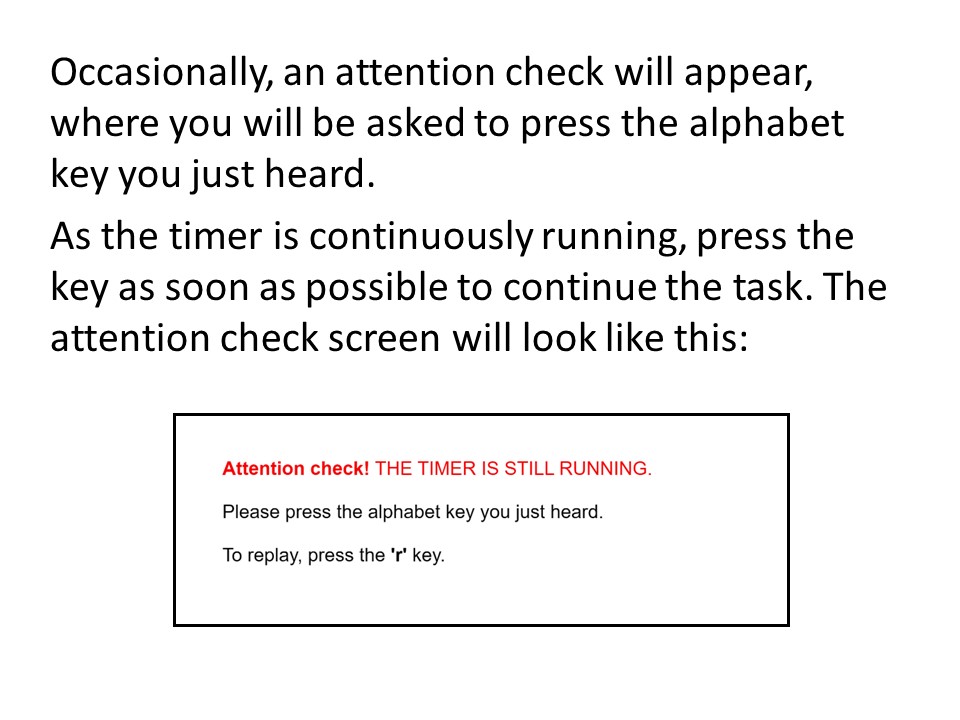 Occasionally, an attention check will appear,
where you will be asked to press the alphabet
key you just heard.
As the timer is continuously running, press the
key as soon as possible to continue the task. The
attention check screen will look like this:
Attention check! THE TIMER IS STILL RUNNING.
Please press the alphabet key you just heard.
To replay, press the 'r' key.